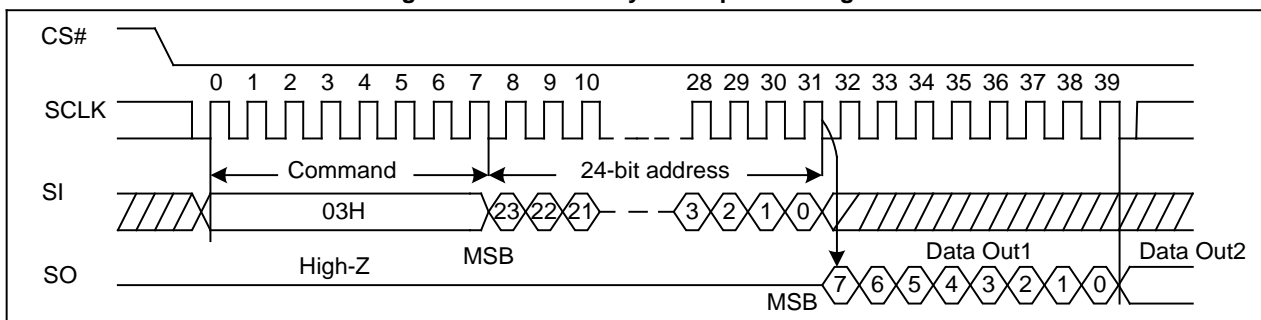 CS#
0 1 2 3 4 5 6 7 8 9 10 28 29 30 31 32 33 34 35 36 37 38 39
SCLK
Command 24-bit address
SI
03H 23 22 21 3 2 1 0
MSB
Data Out1 Data Out2
High-Z
SO
7 6 5 4 3 2 1 0
MSB